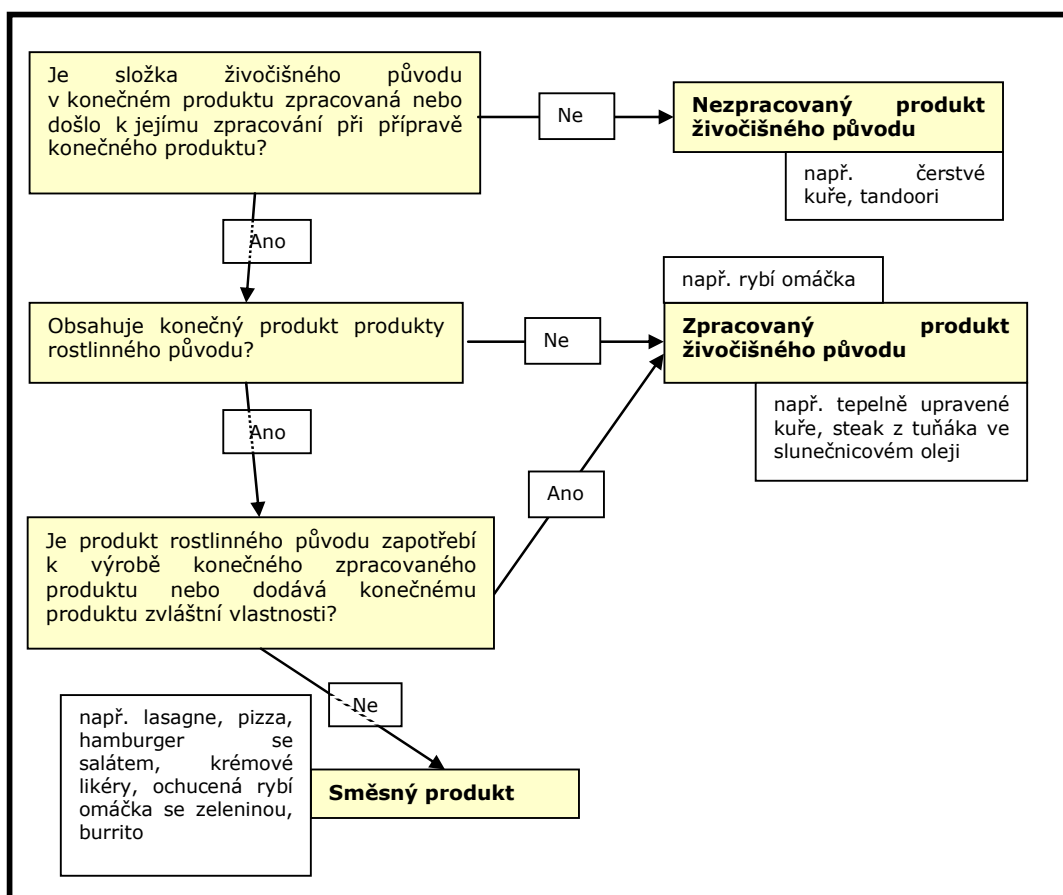 Je složka živočišného původu
v konečném produktu zpracovaná nebo
došlo k jejímu zpracování při přípravě
konečného produktu?
Ne
Nezpracovaný produkt
živočišného původu
např. čerstvé
kuře, tandoori
Ano
např. rybí omáčka
Obsahuje konečný produkt produkty
rostlinného původu?
Ne
Zpracovaný produkt
živočišného původu
např. tepelně upravené
kuře, steak z tuňáka ve
slunečnicovém oleji
Ano
Ano
Je produkt rostlinného původu zapotřebí
k výrobě konečného zpracovaného
produktu nebo dodává konečnému
produktu zvláštní vlastnosti?
Ne
např. lasagne, pizza,
hamburger se
salátem, krémové
likéry, ochucená rybí
omáčka se zeleninou,
burrito
Směsný produkt